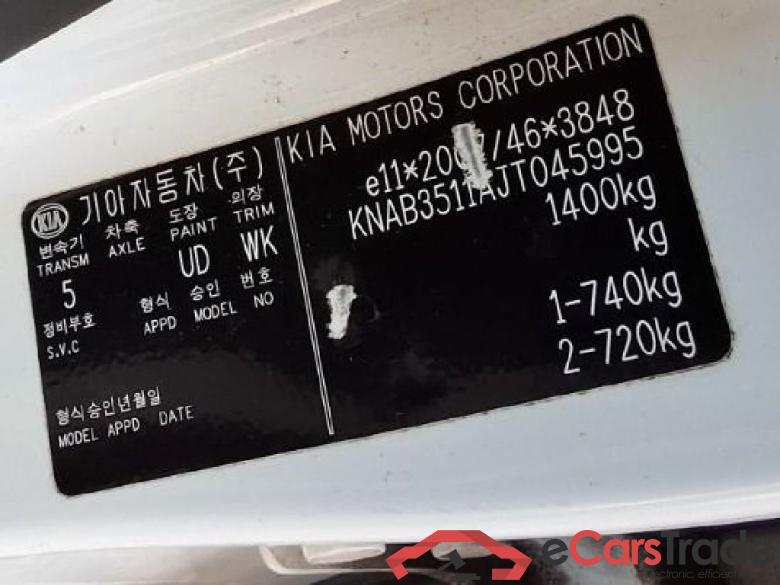 KIA 기아자동차(주)
변속기 차축 도장 의장
TRANSM AXLE PAINT TRIM
5 UD WK
정비부호 형식 승인 번호
S.V.C APPD MODEL NO
형식승인년월일
MODEL APPD DATE
KIA MOTORS CORPORATION
e11*2007/46*3848
KNAB3511AJT045995
1400kg
kg
1-740kg
2-720kg
eCarsTrade
electronic, efficient